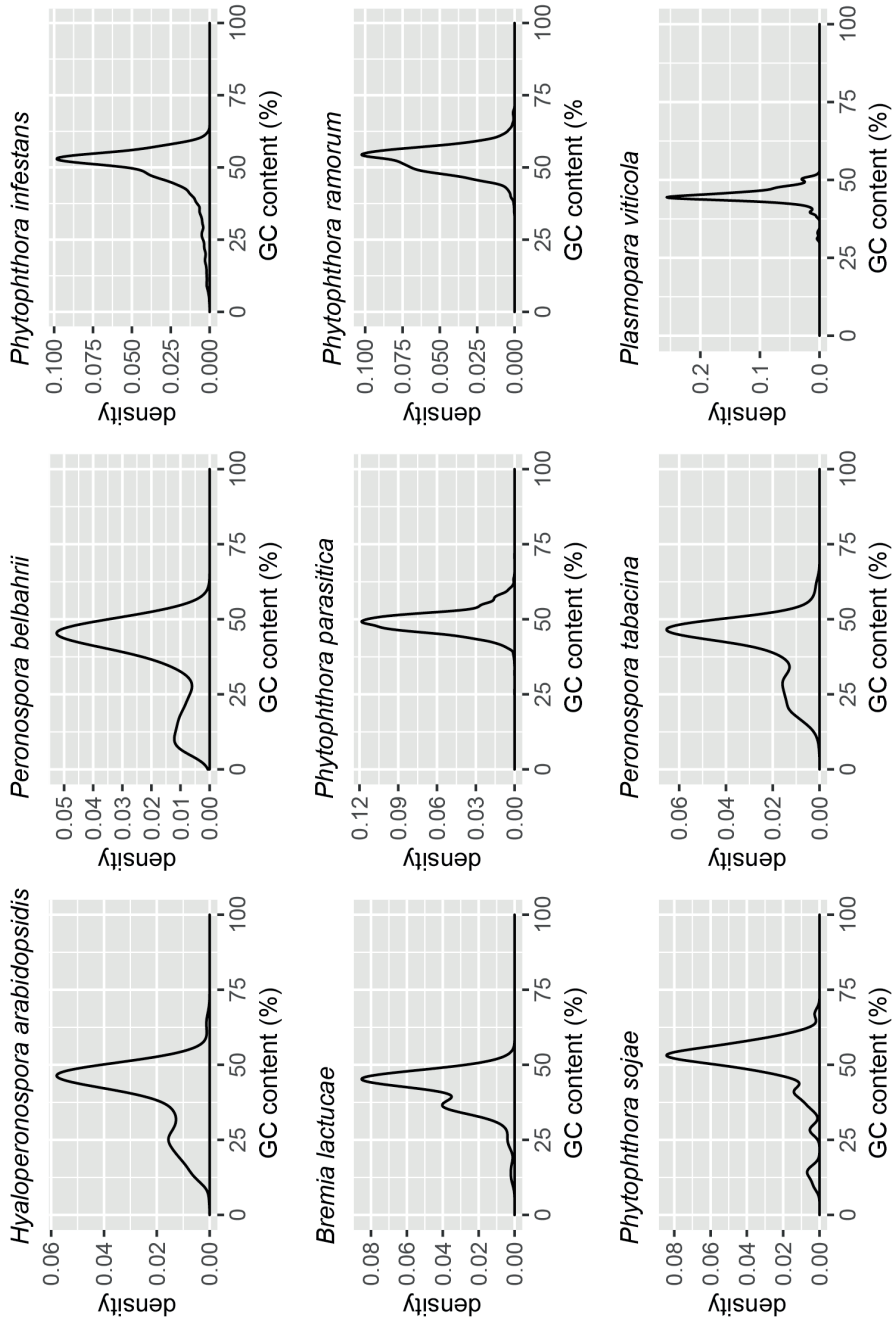 Hyaloperonospora arabidopsidis
density
0.06
0.04
0.02
0.00
0 25 50 75 100
GC content (%)
Peronospora belbahrii
density
0.05
0.04
0.03
0.02
0.01
0.00
0 25 50 75 100
GC content (%)
Phytophthora infestans
density
0.100
0.075
0.050
0.025
0.000
0 25 50 75 100
GC content (%)
Bremia lactucae
density
0.08
0.06
0.04
0.02
0.00
0 25 50 75 100
GC content (%)
Phytophthora parasitica
density
0.12
0.09
0.06
0.03
0.00
0 25 50 75 100
GC content (%)
Phytophthora ramorum
density
0.100
0.075
0.050
0.025
0.000
0 25 50 75 100
GC content (%
Phytophthora sojae
density
0.08
0.06
0.04
0.02
0.00
0 25 50 75 100
GC content (%)
Peronospora tabacina
density
0.06
0.04
0.02
0.00
0 25 50 75 100
GC content (%)
Plasmopara viticola
density
0.2
0.1
0.0
0 25 50 75 100
GC content (%)